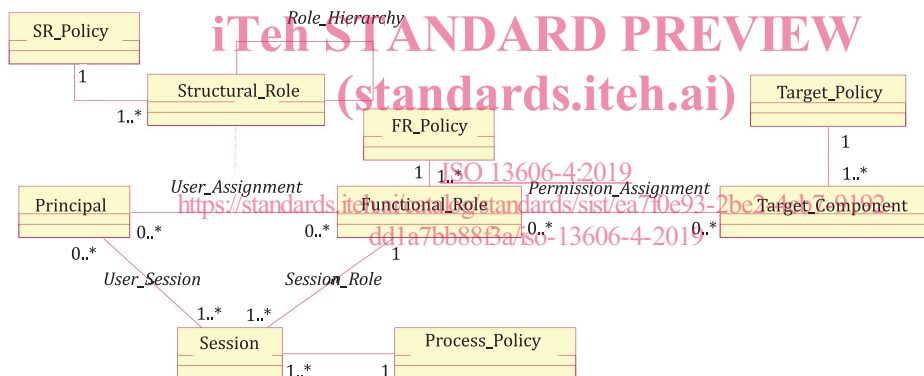 Role_Hierarchy
iTeh STANDARD PREVIEW
SR_Policy
1
Structural_Role
(standards.iteh.ai)
Target_Policy
1..*
FR_Policy
1
1
1..*
ISO 13606-4:2019
1..*
User_Assignment
Permission_Assignment
Principal
https://standards.iteh.ai/catalog/standards/sist/ea7f0e93-2be2-4eb7-9192-
Functional_Role
Target_Component
0..*
0..*
0..*
0..*
dd1a7bb88f3a/iso-13606-4-2019
0..*
1
User_Session
Session_Role
1..*
1..*
Session
Process_Policy
1..*
1